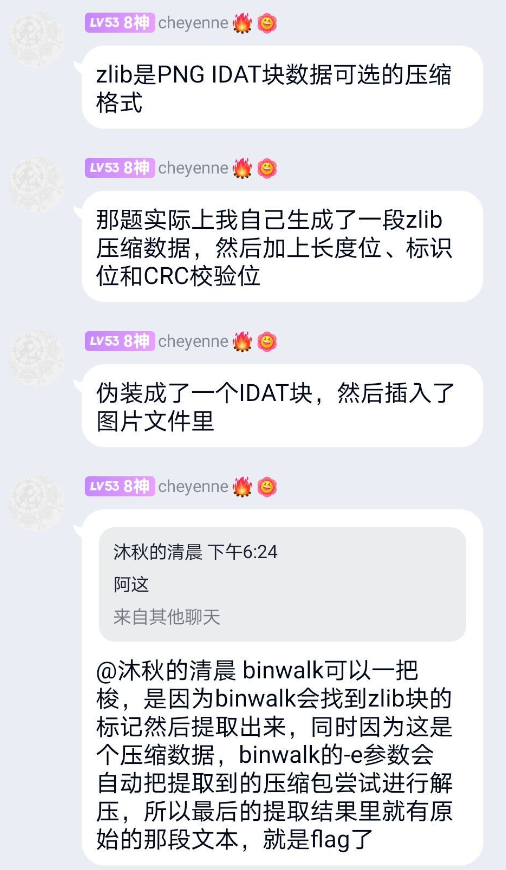 LV53 8神 cheyenne
zlib是PNG IDAT块数据可选的压缩
格式
LV53 8神 cheyenne
那题实际上我自己生成了一段zlib
压缩数据，然后加上长度位、标识
位和CRC校验位
LV53 8神 cheyenne
伪装成了一个IDAT块，然后插入了
图片文件里
LV53 8神 cheyenne
沐秋的清晨 下午6:24
阿这
来自其他聊天
@沐秋的清晨 binwalk可以一把
梭，是因为binwalk会找到zlib块的
标记然后提取出来，同时因为这是
个压缩数据，binwalk的-e参数会
自动把提取到的压缩包尝试进行解
压，所以最后的提取结果里就有原
始的那段文本，就是flag了